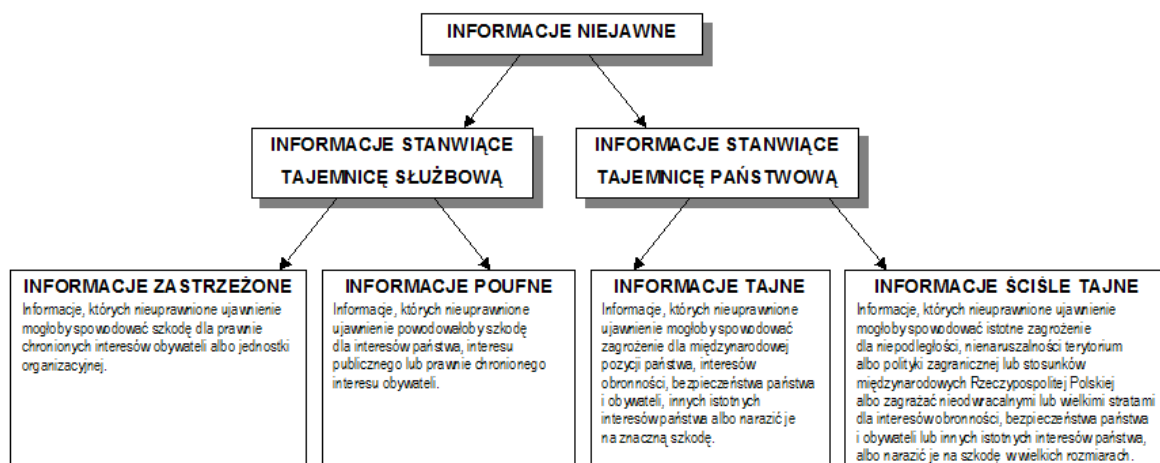 INFORMACJE NIEJAWNE
INFORMACJE STANWIĄCE
TAJEMNICĘ SŁUŻBOWĄ
INFORMACJE STANWIĄCE
TAJEMNICĘ PAŃSTWOWĄ
INFORMACJE ZASTRZEŻONE
Informacje, których nieuprawnione ujawnienie
mogłoby spowodować szkodę dla prawnie
chronionych interesów obywateli albo jednostki
organizacyjnej.
INFORMACJE POUFNE
Informacje, których nieuprawnione
ujawnienie powodowałoby szkodę
dla interesów państwa, interesu
publicznego lub prawnie chronionego
interesu obywateli.
INFORMACJE TAJNE
Informacje, których nieuprawnione
ujawnienie mogłoby spowodować
zagrożenie dla międzynarodowej
pozycji państwa, interesów
obronności, bezpieczeństwa państwa
i obywateli, innych istotnych
interesów państwa albo narazić je
na znaczną szkodę.
INFORMACJE ŚCIŚLE TAJNE
Informacje, których nieuprawnione ujawnienie
mogłoby spowodować istotne zagrożenie
dla niepodległości, nienaruszalności terytorium
albo polityki zagranicznej lub stosunków
międzynarodowych Rzeczypospolitej Polskiej
albo zagrażać nieodwracalnymi lub wielkimi stratami
dla interesów obronności, bezpieczeństwa państwa
i obywateli lub innych istotnych interesów państwa,
albo narazić je na szkodę w wielkich rozmiarach.